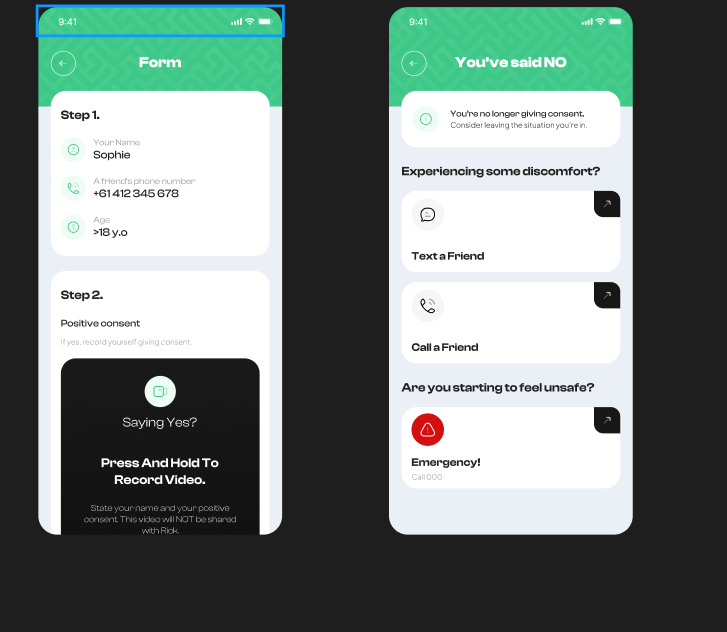 9:41
Form
Step 1.
Your Name
Sophie
A friend's phone number
+61 412 345 678
Age
>18 y.o
Step 2.
Positive consent
If yes, record yourself giving consent.
Saying Yes?
Press And Hold To
Record Video.
State your name and your positive
consent. This video will NOT be shared
with Rick.
9:41
You've said NO
You're no longer giving consent.
Consider leaving the situation you're in.
Experiencing some discomfort?
Text a Friend
Call a Friend
Are you starting to feel unsafe?
Emergency!
Call 000